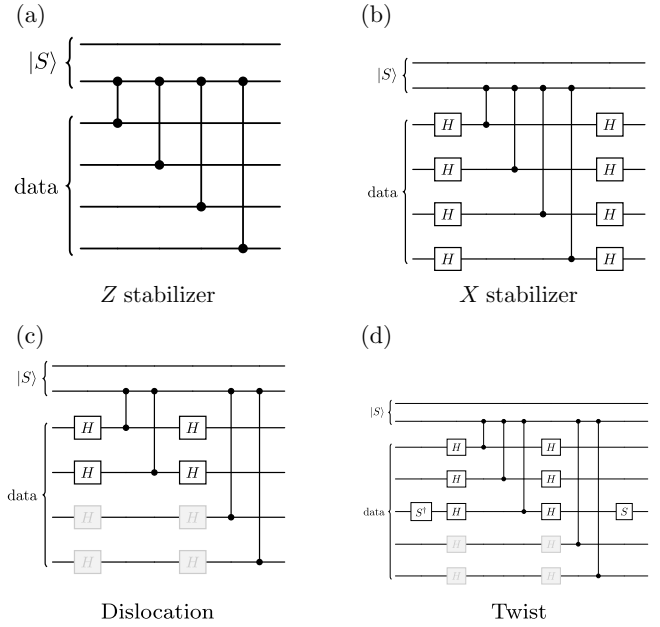 (a)
|S⟩
data
Z stabilizer
(b)
|S⟩
data
H H
H H
H H
H H
X stabilizer
(c)
|S⟩
data
H H
H H
H H
H H
Dislocation
(d)
|S⟩
data
H H
H H
S† H H S
H H
H H
Twist